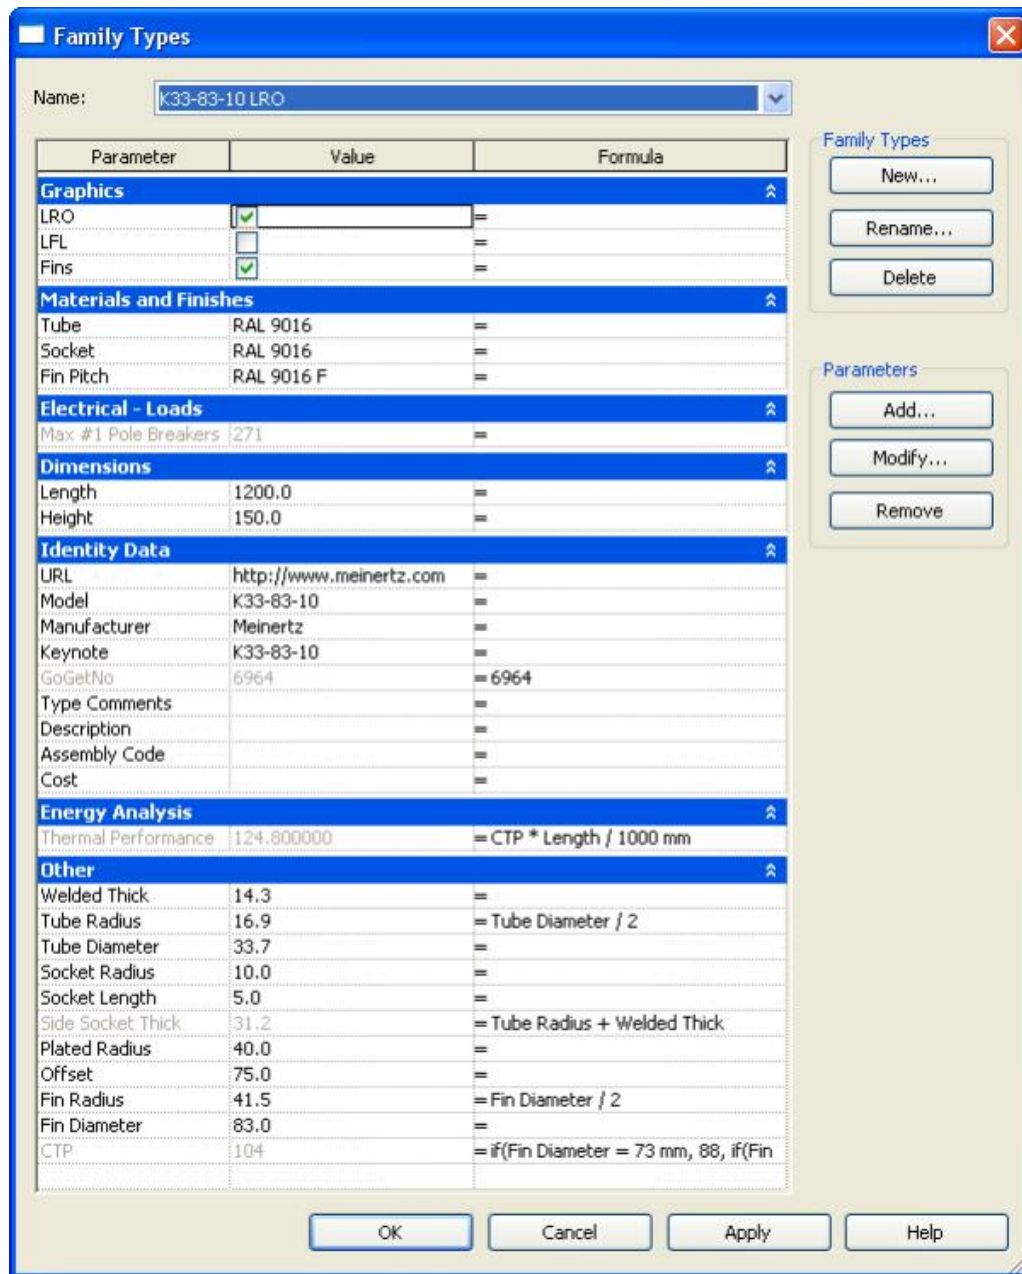 Family Types
Name: K33-83-10 LRO
Parameter Value Formula
Graphics
LRO =
LFL =
Fins =
Materials and Finishes
Tube RAL 9016 =
Socket RAL 9016 =
Fin Pitch RAL 9016 F =
Electrical - Loads
Max #1 Pole Breakers 271 =
Dimensions
Length 1200.0 =
Height 150.0 =
Identity Data
URL http://www.meinertz.com =
Model K33-83-10 =
Manufacturer Meinertz =
Keynote K33-83-10 =
GoGetNo 6964 = 6964
Type Comments =
Description =
Assembly Code =
Cost =
Energy Analysis
Thermal Performance 124.800000 = CTP * Length / 1000 mm
Other
Welded Thick 14.3 =
Tube Radius 16.9 = Tube Diameter / 2
Tube Diameter 33.7 =
Socket Radius 10.0 =
Socket Length 5.0 =
Side Socket Thick 31.2 = Tube Radius + Welded Thick
Plated Radius 40.0 =
Offset 75.0 =
Fin Radius 41.5 = Fin Diameter / 2
Fin Diameter 83.0 =
CTP 104 = if(Fin Diameter = 73 mm, 88, if(Fin
Family Types
New...
Rename...
Delete
Parameters
Add...
Modify...
Remove
OK Cancel Apply Help